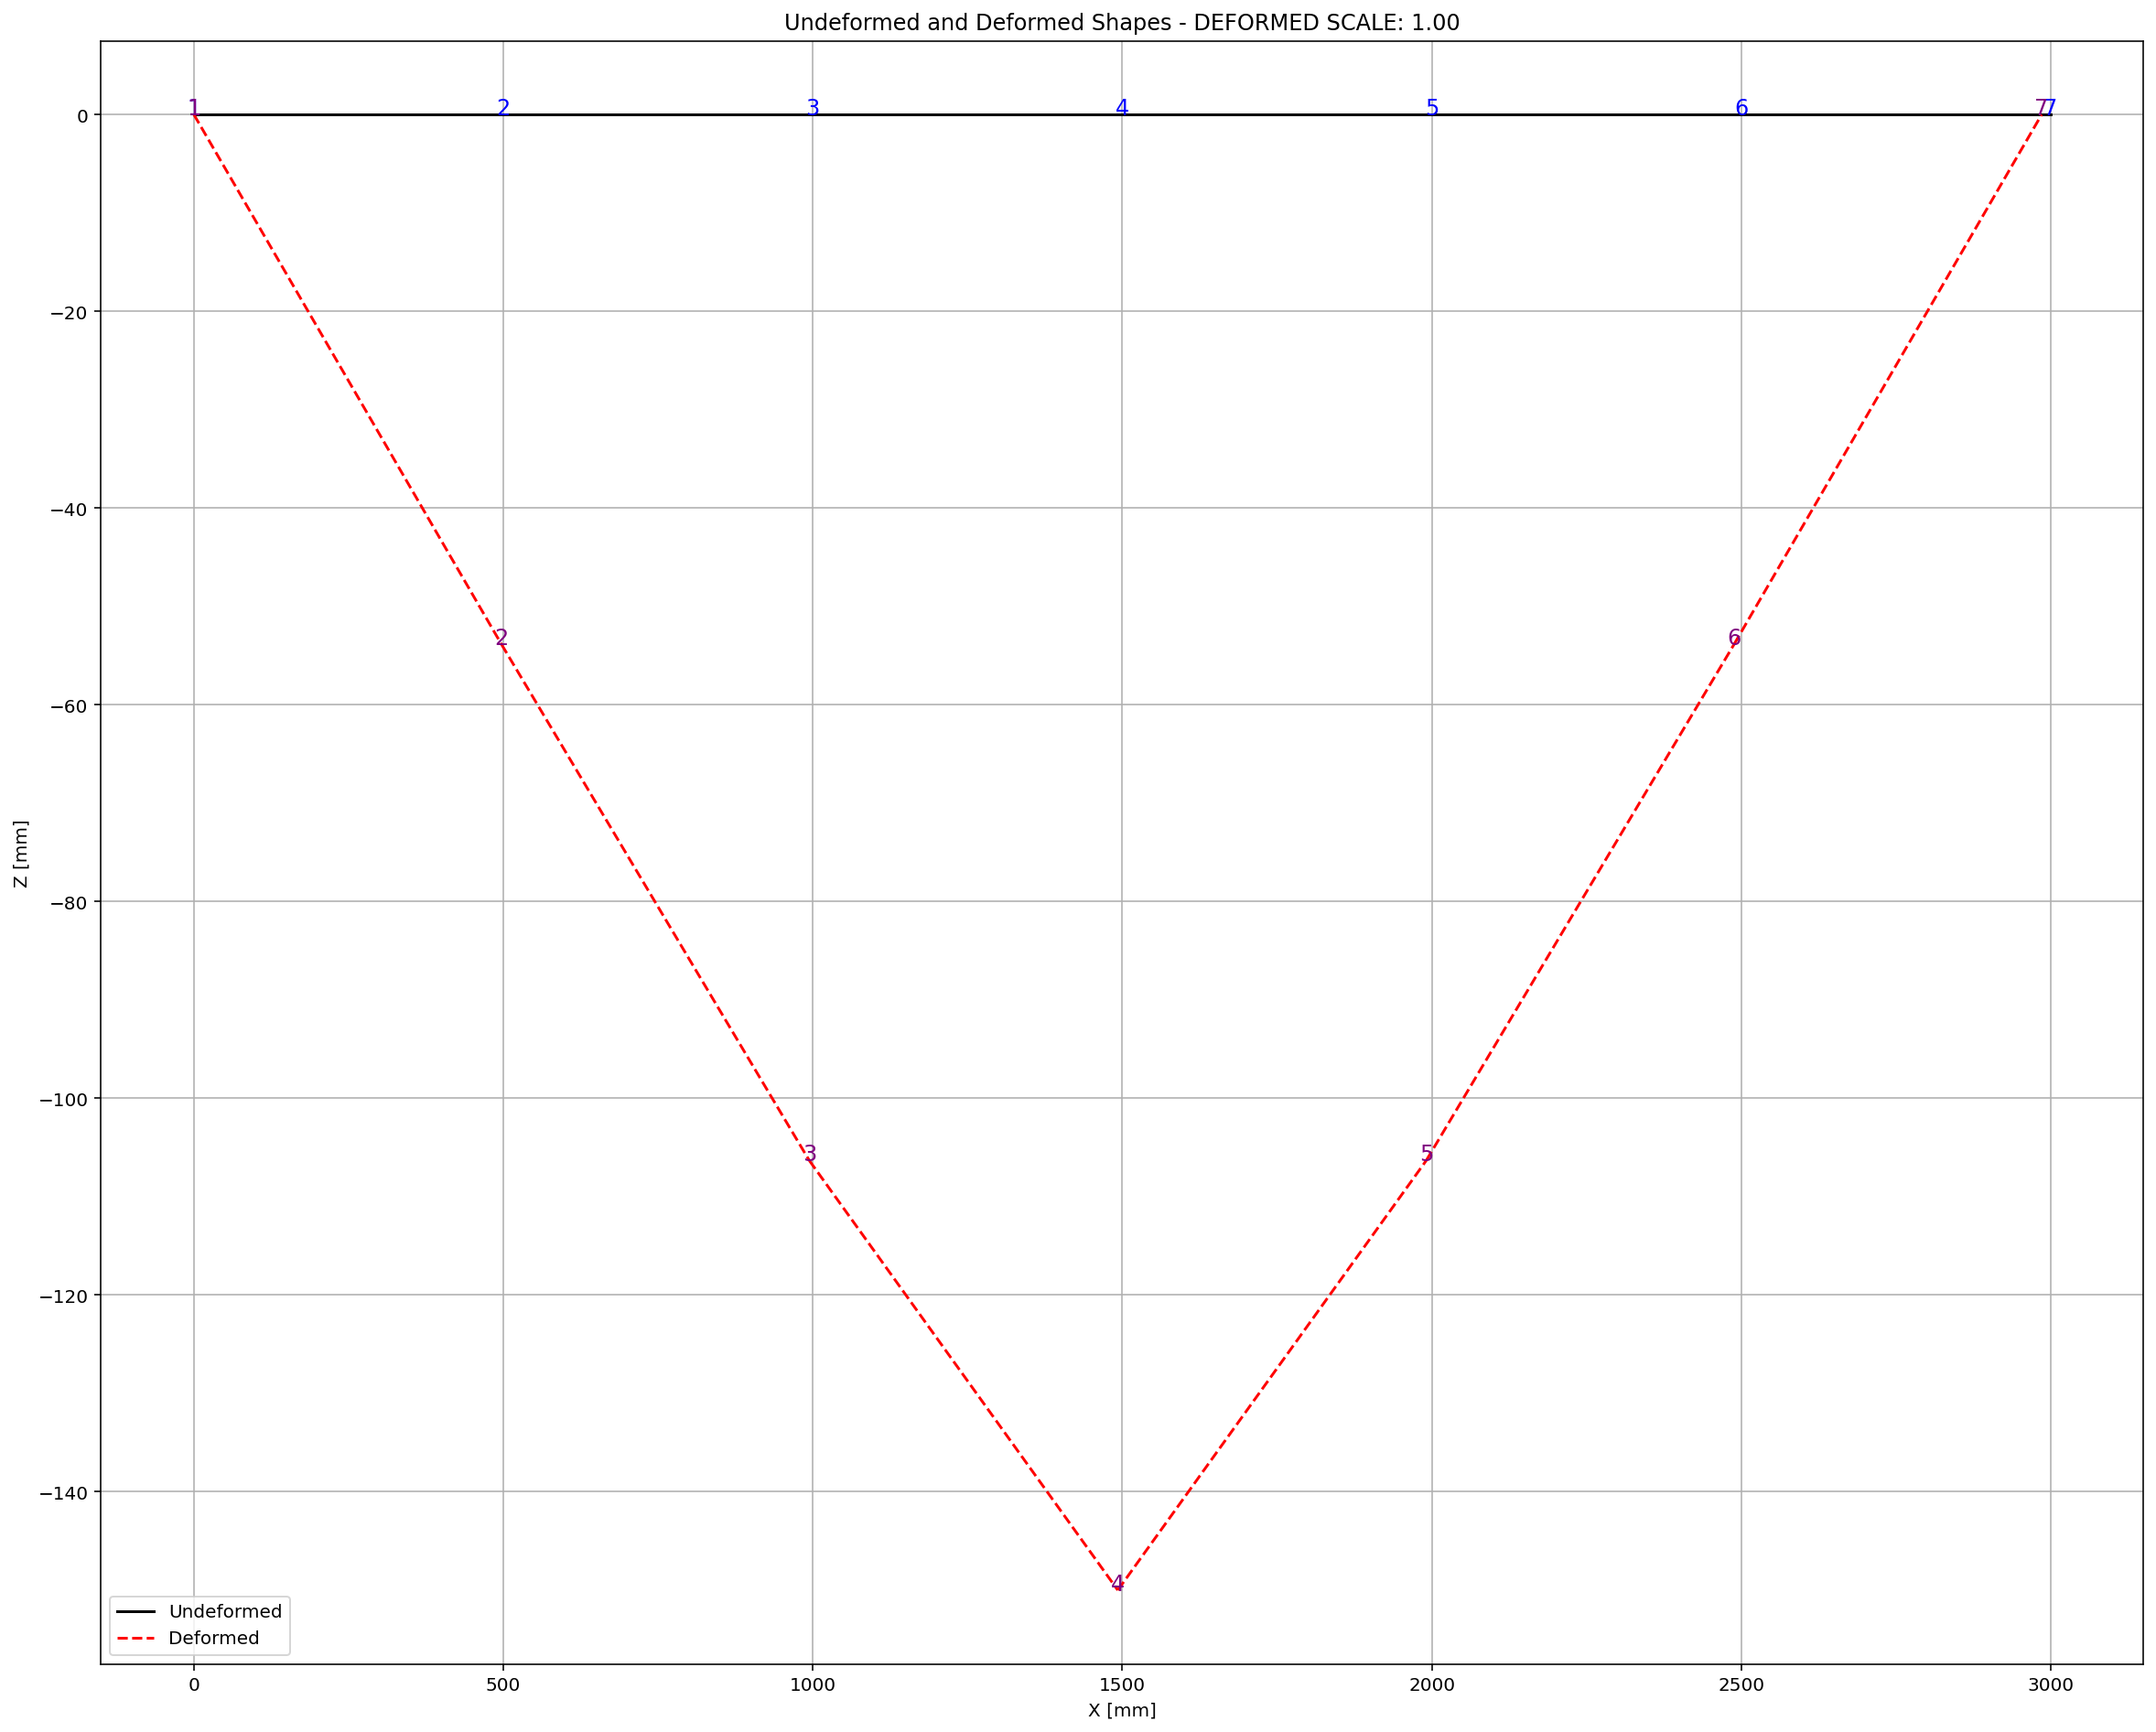 Undeformed and Deformed Shapes - DEFORMED SCALE: 1.00
1 2 3 4 5 6 7 7
0
−20
−40
2 6
−60
Z [mm]
−80
−100
3 5
−120
−140
4
Undeformed
Deformed
0 500 1000 1500 2000 2500 3000
X [mm]